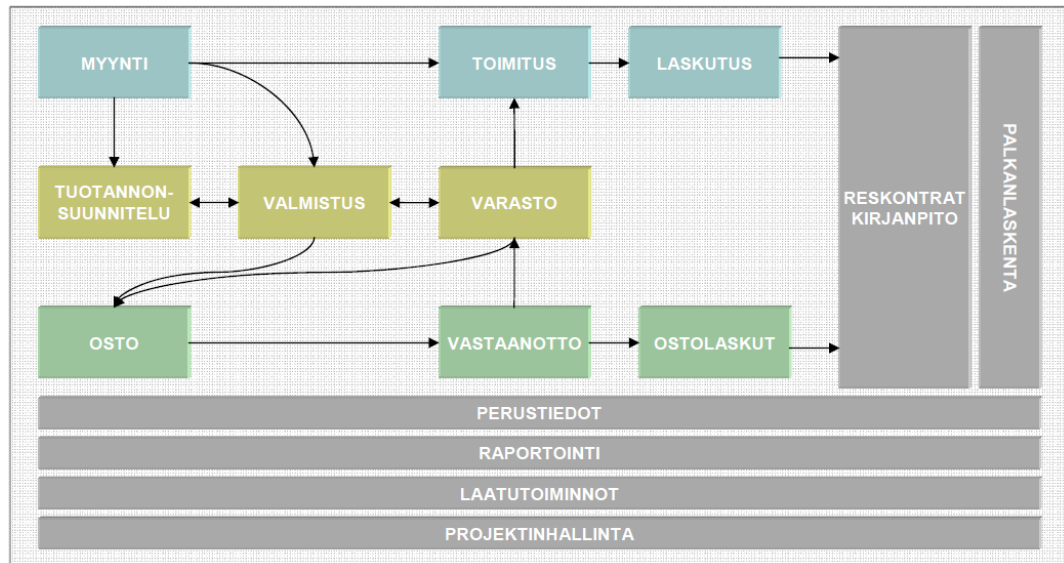 MYYNTI
TOIMITUS
LASKUTUS
TUOTANNON-
SUUNNITELU
VALMISTUS
VARASTO
RESKONTRAT
KIRJANPITO
PALKANLASKENTA
OSTO
VASTAANOTTO
OSTOLASKUT
PERUSTIEDOT
RAPORTOINTI
LAATUTOIMINNOT
PROJEKTINHALLINTA